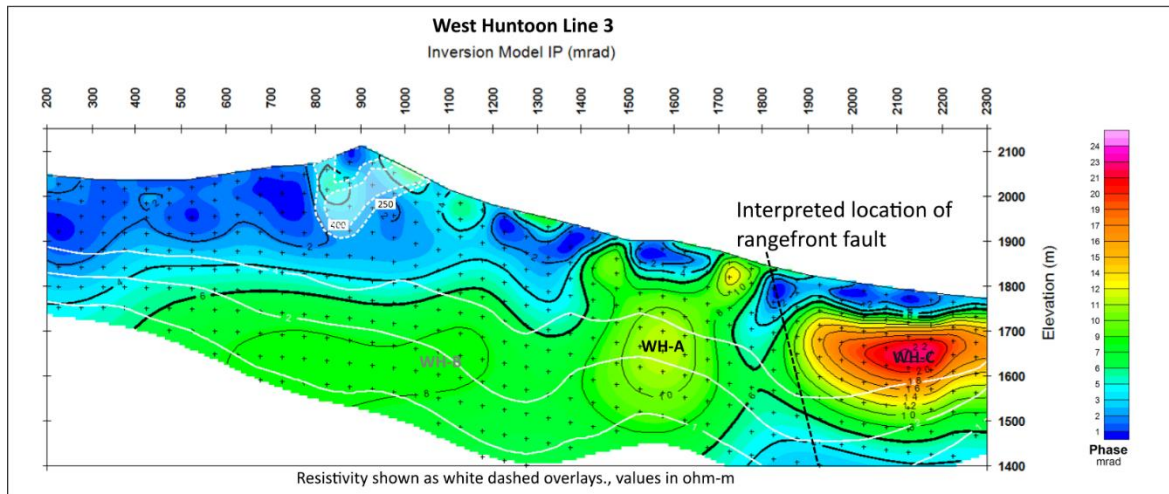 West Huntoon Line 3
Inversion Model IP (mrad)
200 300 400 500 600 700 800 900 1000 1100 1200 1300 1400 1500 1600 1700 1800 1900 2000 2100 2200 2300
2100
2000
1900
1800
1700
1600
1500
1400
Elevation (m)
Interpreted location of
rangefront fault
400
250
WH-B
WH-A
WH-C
24
22
21
20
19
18
17
16
15
14
13
12
11
10
9
8
7
6
5
4
3
2
1
Phase
mrad
Resistivity shown as white dashed overlays., values in ohm-m